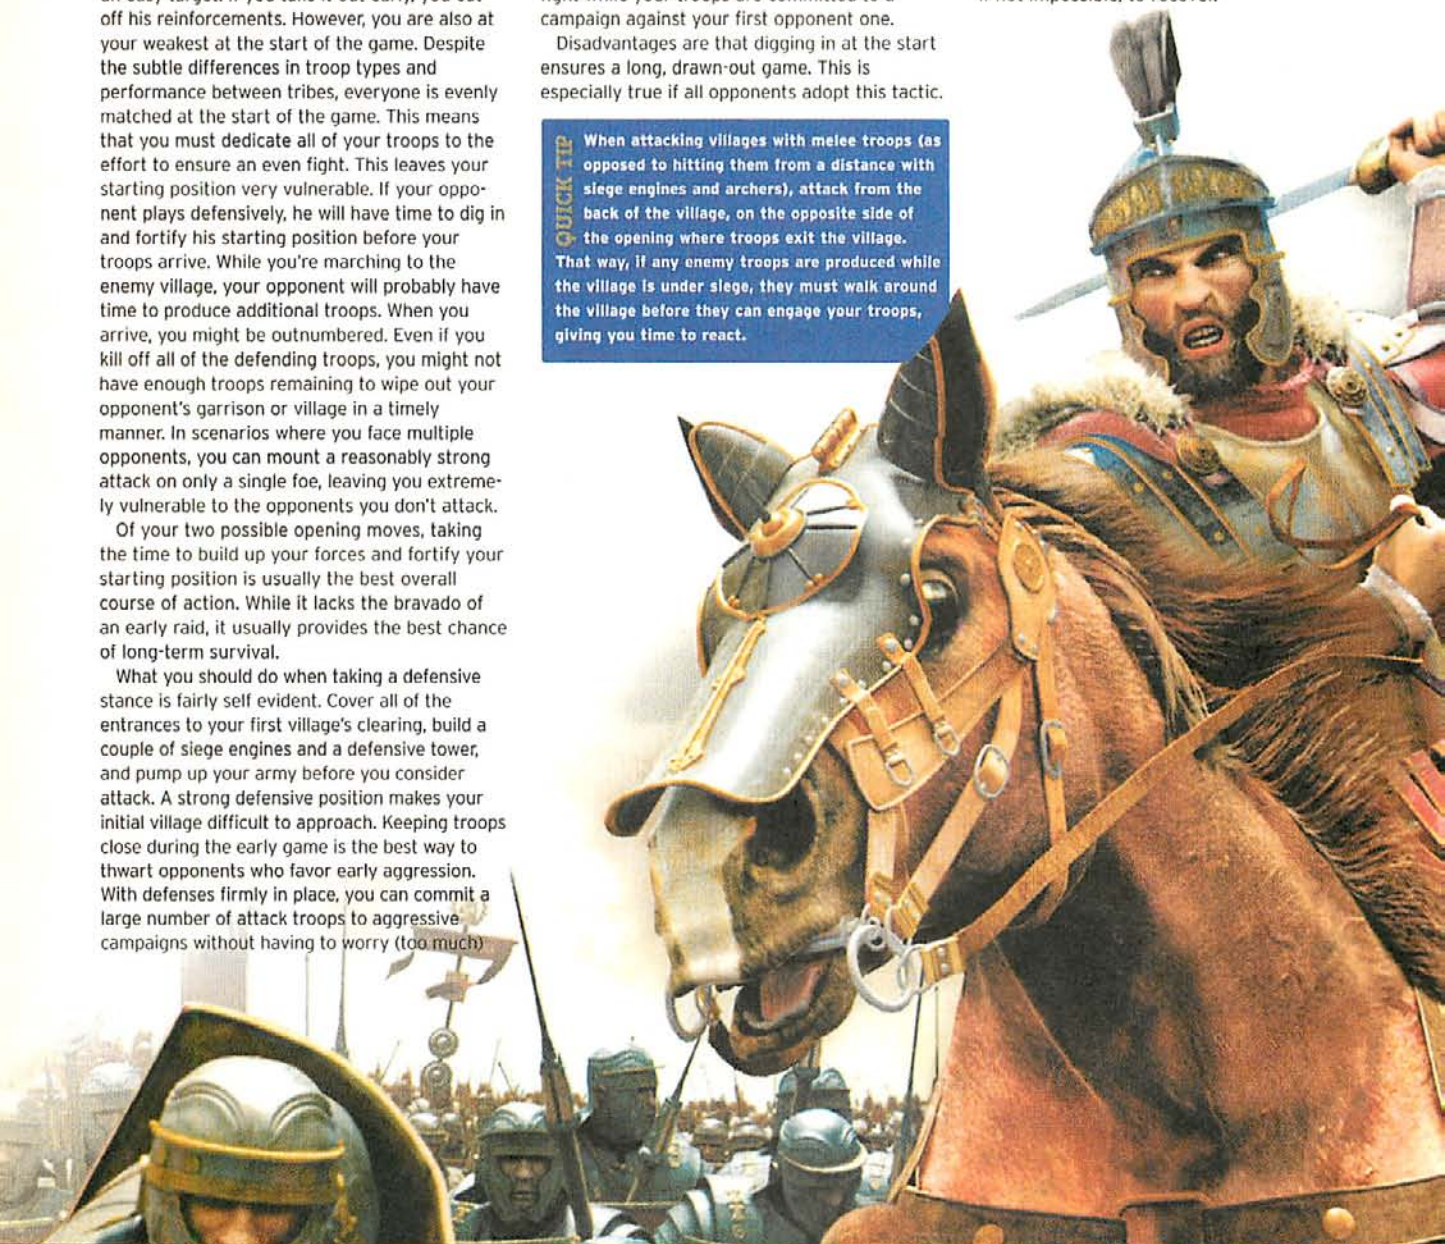 off his reinforcements. However, you are also at
your weakest at the start of the game. Despite
the subtle differences in troop types and
performance between tribes, everyone is evenly
matched at the start of the game. This means
that you must dedicate all of your troops to the
effort to ensure an even fight. This leaves your
starting position very vulnerable. If your oppo-
nent plays defensively, he will have time to dig in
and fortify his starting position before your
troops arrive. While you're marching to the
enemy village, your opponent will probably have
time to produce additional troops. When you
arrive, you might be outnumbered. Even if you
kill off all of the defending troops, you might not
have enough troops remaining to wipe out your
opponent's garrison or village in a timely
manner. In scenarios where you face multiple
opponents, you can mount a reasonably strong
attack on only a single foe, leaving you extreme-
ly vulnerable to the opponents you don't attack.
Of your two possible opening moves, taking
the time to build up your forces and fortify your
starting position is usually the best overall
course of action. While it lacks the bravado of
an early raid, it usually provides the best chance
of long-term survival.
What you should do when taking a defensive
stance is fairly self evident. Cover all of the
entrances to your first village's clearing, build a
couple of siege engines and a defensive tower,
and pump up your army before you consider
attack. A strong defensive position makes your
initial village difficult to approach. Keeping troops
close during the early game is the best way to
thwart opponents who favor early aggression.
With defenses firmly in place, you can commit a
large number of attack troops to aggressive
campaigns without having to worry (too much)
campaign against your first opponent one.
Disadvantages are that digging in at the start
ensures a long, drawn-out game. This is
especially true if all opponents adopt this tactic.
QUICK TIP
When attacking villages with melee troops (as
opposed to hitting them from a distance with
siege engines and archers), attack from the
back of the village, on the opposite side of
the opening where troops exit the village.
That way, if any enemy troops are produced while
the village is under siege, they must walk around
the village before they can engage your troops,
giving you time to react.